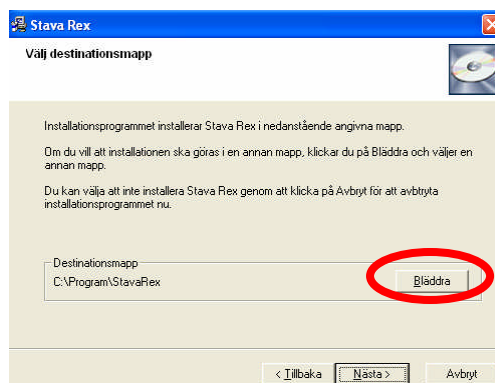 Stava Rex
Välj destinationsmapp
Installationsprogrammet installerar Stava Rex i nedanstående angivna mapp.
Om du vill att installationen ska göras i en annan mapp, klickar du på Bläddra och väljer en
annan mapp.
Du kan välja att inte installera Stava Rex genom att klicka på Avbryt för att avbtryta
installationsprogrammet nu.
Destinationsmapp
C:\Program\StavaRex
Bläddra
< Tillbaka Nästa > Avbryt